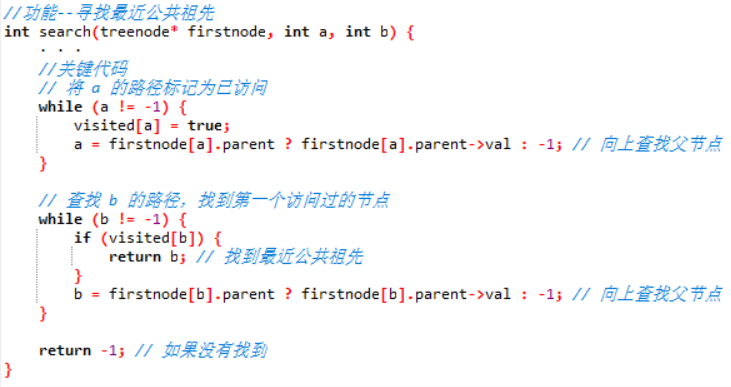 //功能--寻找最近公共祖先
int search(treenode* firstnode, int a, int b) {
    . . .
    //关键代码
    // 将 a 的路径标记为已访问
    while (a != -1) {
        visited[a] = true;
        a = firstnode[a].parent ? firstnode[a].parent->val : -1; // 向上查找父节点
    }
    // 查找 b 的路径，找到第一个访问过的节点
    while (b != -1) {
        if (visited[b]) {
            return b; // 找到最近公共祖先
        }
        b = firstnode[b].parent ? firstnode[b].parent->val : -1; // 向上查找父节点
    }
    return -1; // 如果没有找到
}